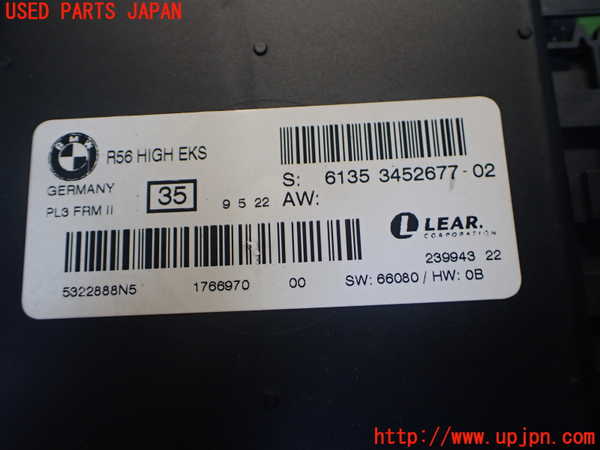 USED PARTS JAPAN
BMW
R56 HIGH EKS
GERMANY
PL3 FRM II
35
9 5 22
S: 6135 3452677-02
AW:
L LEAR.
CORPORATION
239943 22
5322888N5
1766970
00
SW: 66080 / HW: 0B
http://www.upjpn.com/